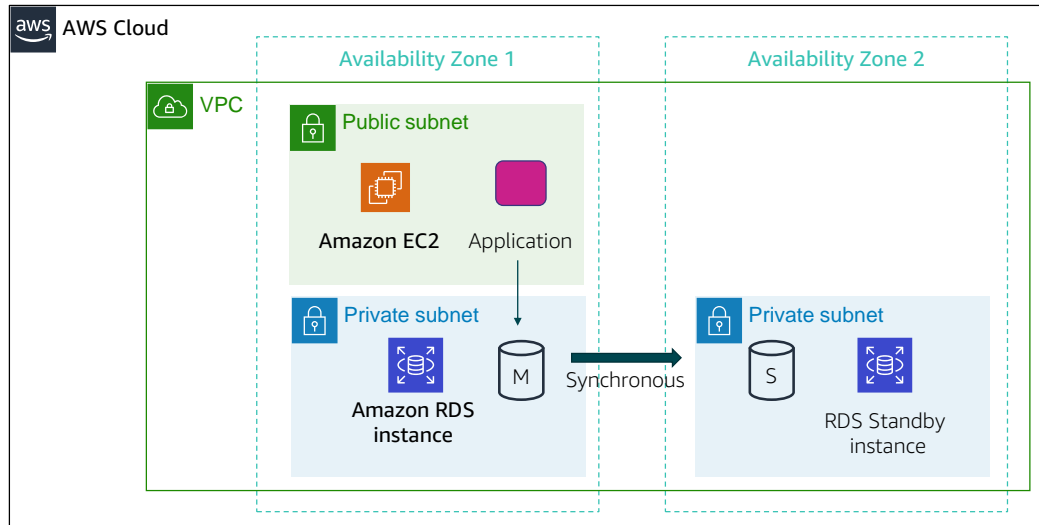 aws
AWS Cloud
Availability Zone 1
Availability Zone 2
VPC
Public subnet
Amazon EC2
Application
Private subnet
M
Amazon RDS
instance
Synchronous
Private subnet
S
RDS Standby
instance